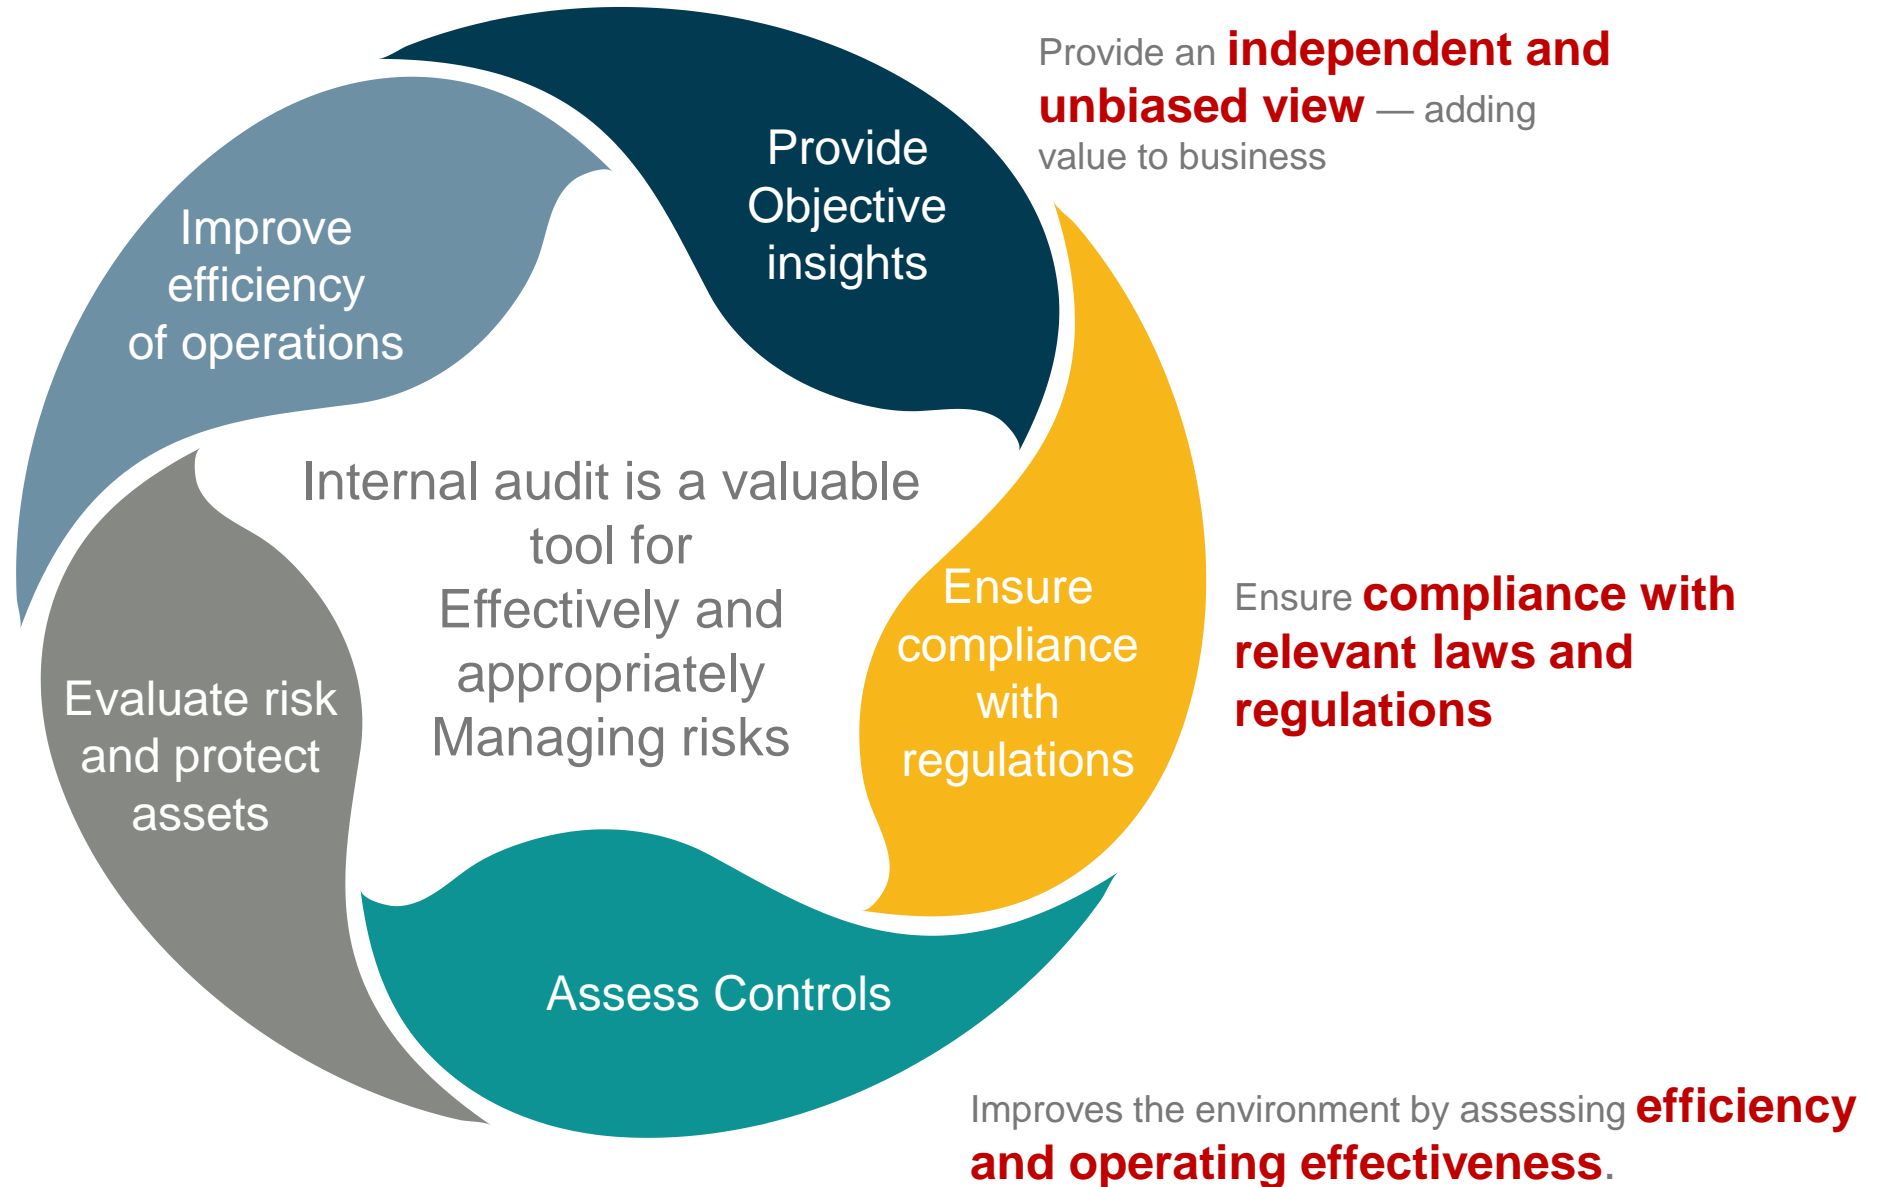 Provide an independent and
unbiased view — adding
value to business
Provide
Objective
insights
Improve
efficiency
of operations
Internal audit is a valuable
tool for
Effectively and
appropriately
Managing risks
Ensure
compliance
with
regulations
Ensure compliance with
relevant laws and
regulations
Evaluate risk
and protect
assets
Assess Controls
Improves the environment by assessing efficiency
and operating effectiveness.